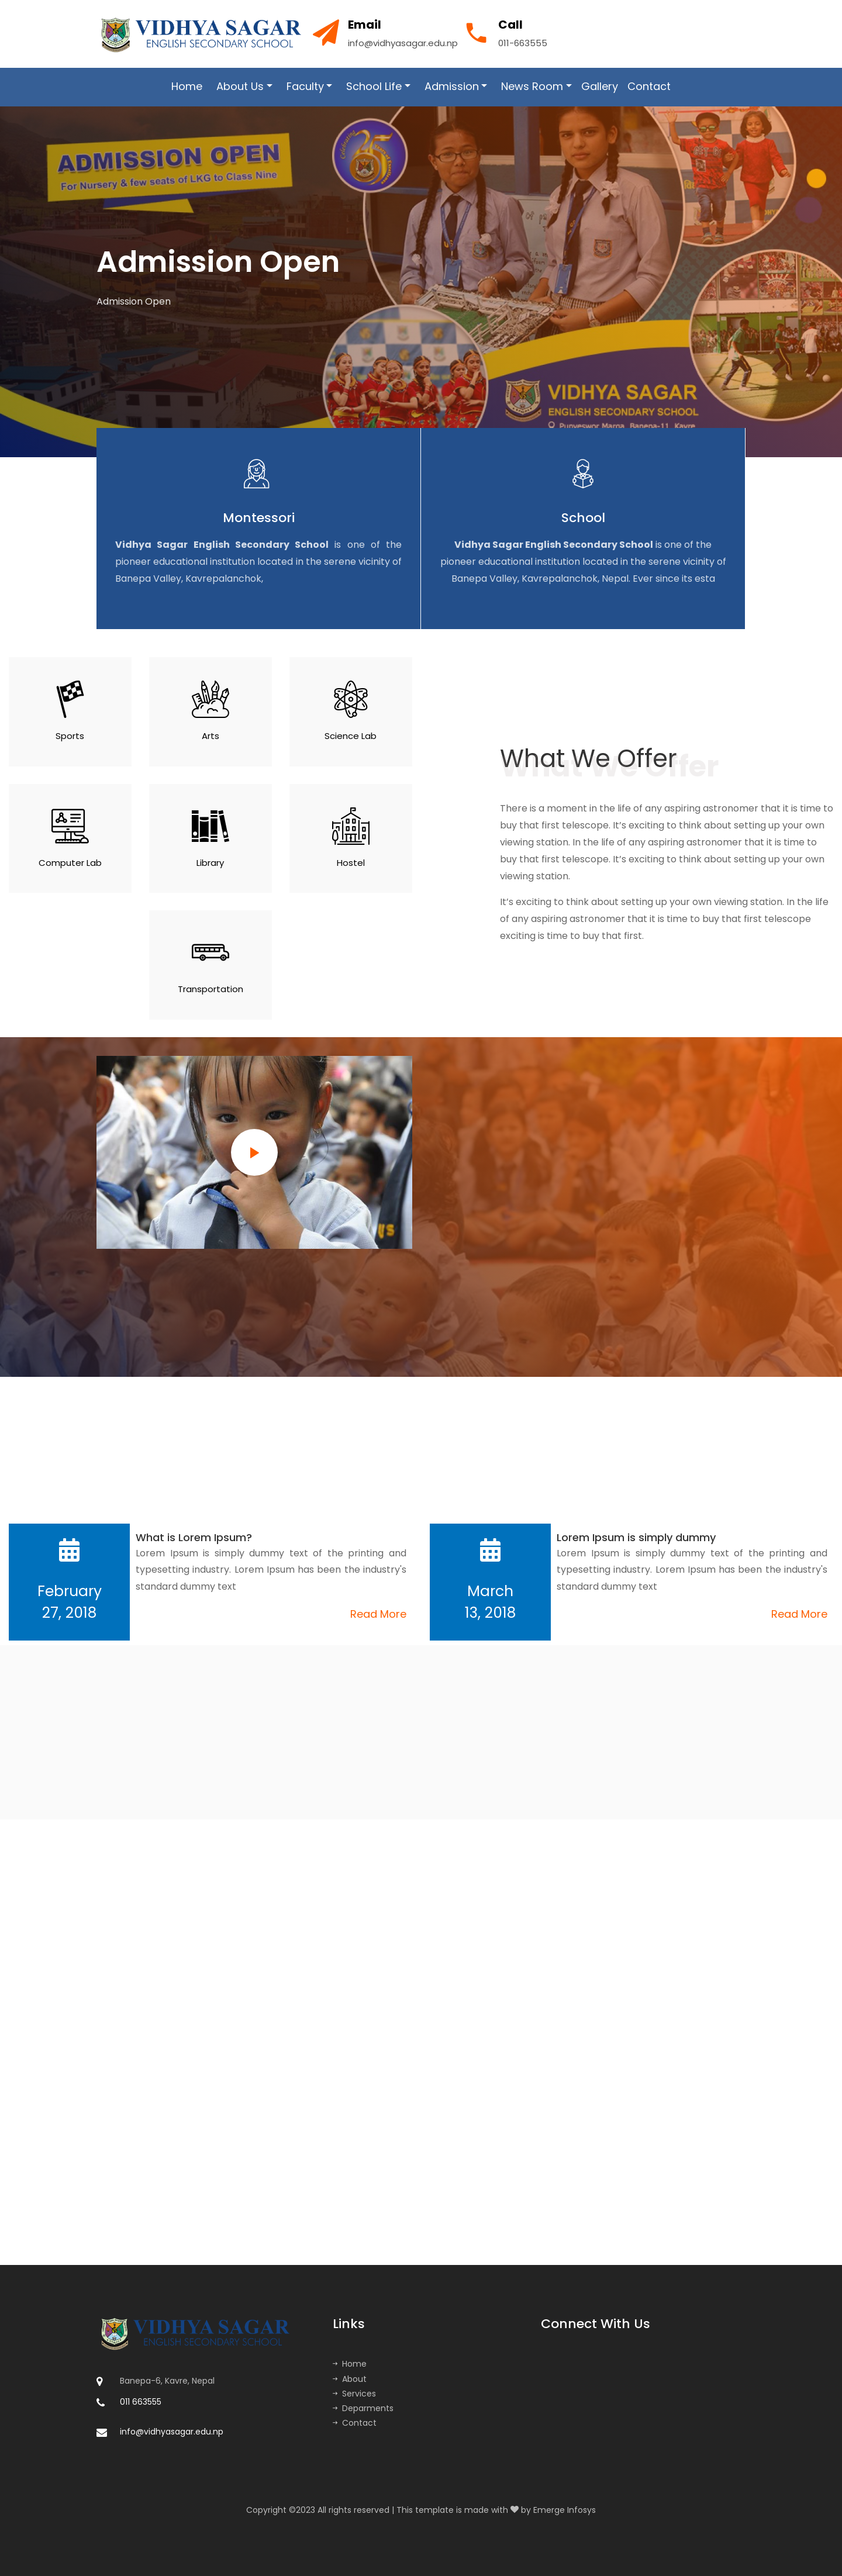 VIDHYA SAGAR
ENGLISH SECONDARY SCHOOL
Email
info@vidhyasagar.edu.np
Call
011-663555
Home About Us Faculty School Life Admission News Room Gallery Contact
ADMISSION OPEN
For Nursery & few seats of LKG to Class Nine
25
Admission Open
Admission Open
VIDHYA SAGAR
ENGLISH SECONDARY SCHOOL
Punyeswor Marga, Banepa-11, Kavre
Montessori
Vidhya Sagar English Secondary School is one of the
pioneer educational institution located in the serene vicinity of
Banepa Valley, Kavrepalanchok,
School
Vidhya Sagar English Secondary School is one of the
pioneer educational institution located in the serene vicinity of
Banepa Valley, Kavrepalanchok, Nepal. Ever since its esta
Sports
Arts
Science Lab
Computer Lab
Library
Hostel
Transportation
What We Offer
What We Offer
There is a moment in the life of any aspiring astronomer that it is time to
buy that first telescope. It’s exciting to think about setting up your own
viewing station. In the life of any aspiring astronomer that it is time to
buy that first telescope. It’s exciting to think about setting up your own
viewing station.
It’s exciting to think about setting up your own viewing station. In the life
of any aspiring astronomer that it is time to buy that first telescope
exciting is time to buy that first.
February
27, 2018
What is Lorem Ipsum?
Lorem Ipsum is simply dummy text of the printing and
typesetting industry. Lorem Ipsum has been the industry's
standard dummy text
Read More
March
13, 2018
Lorem Ipsum is simply dummy
Lorem Ipsum is simply dummy text of the printing and
typesetting industry. Lorem Ipsum has been the industry's
standard dummy text
Read More
VIDHYA SAGAR
ENGLISH SECONDARY SCHOOL
Banepa-6, Kavre, Nepal
011 663555
info@vidhyasagar.edu.np
Links
Home
About
Services
Deparments
Contact
Connect With Us
Copyright ©2023 All rights reserved | This template is made with by Emerge Infosys